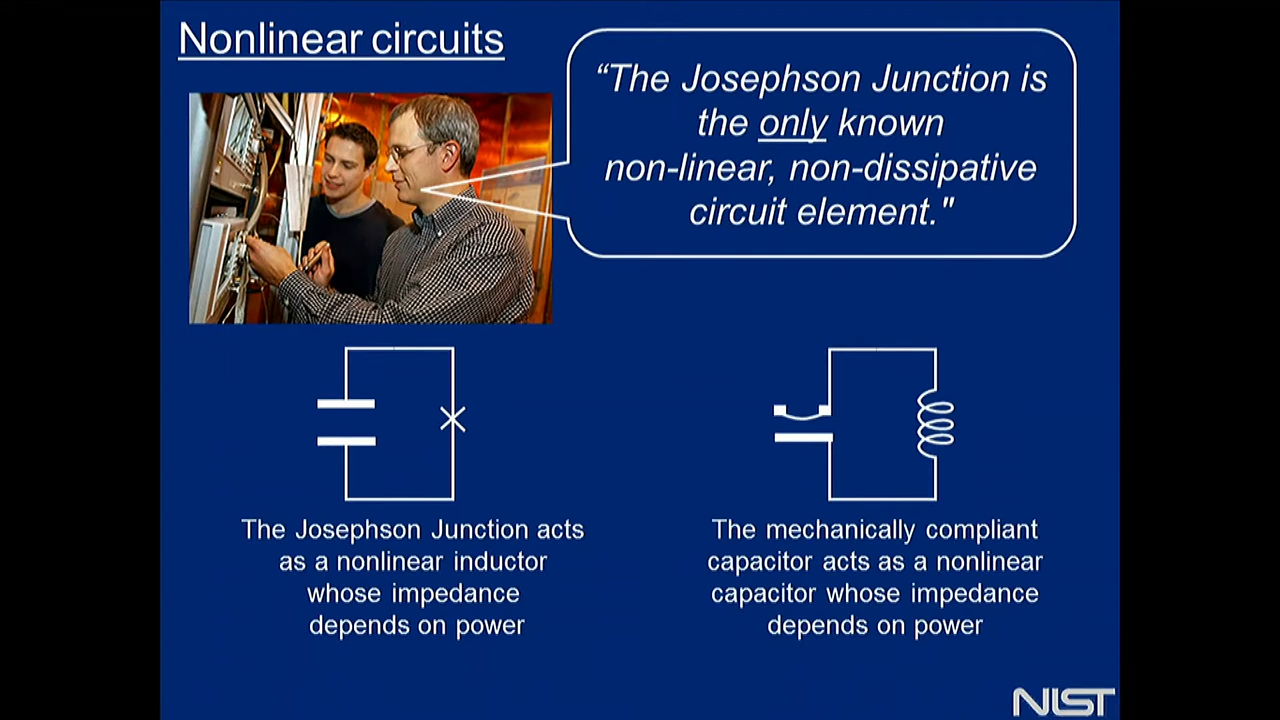 Nonlinear circuits
“The Josephson Junction is
the only known
non-linear, non-dissipative
circuit element."
The Josephson Junction acts
as a nonlinear inductor
whose impedance
depends on power
The mechanically compliant
capacitor acts as a nonlinear
capacitor whose impedance
depends on power
NIST